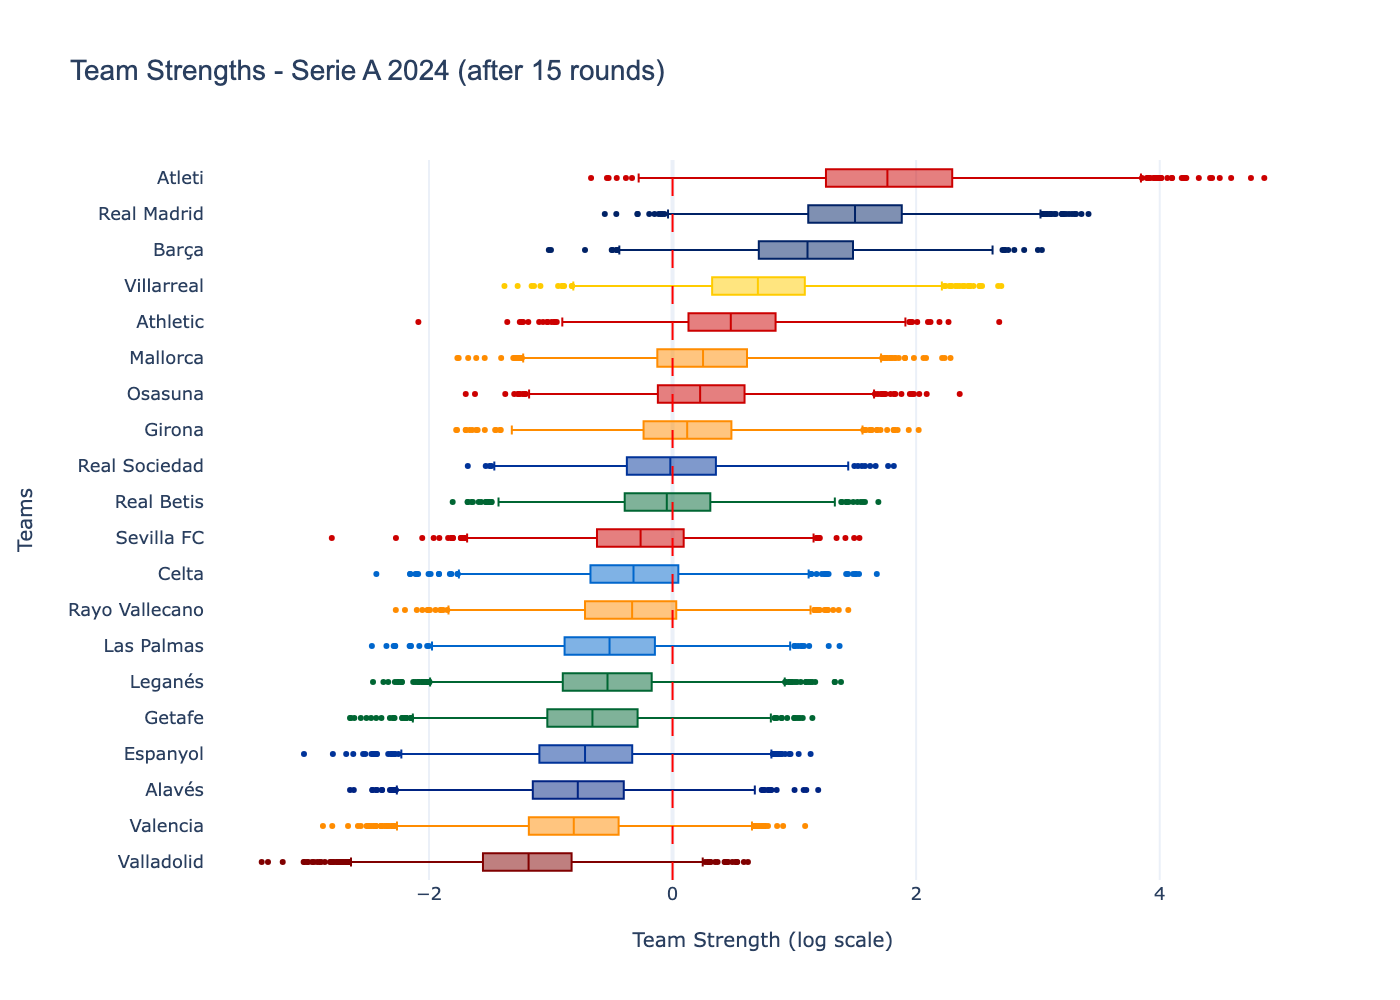 Team Strengths - Serie A 2024 (after 15 rounds)
Teams
Atleti
Real Madrid
Barça
Villarreal
Athletic
Mallorca
Osasuna
Girona
Real Sociedad
Real Betis
Sevilla FC
Celta
Rayo Vallecano
Las Palmas
Leganés
Getafe
Espanyol
Alavés
Valencia
Valladolid
−2 0 2 4
Team Strength (log scale)